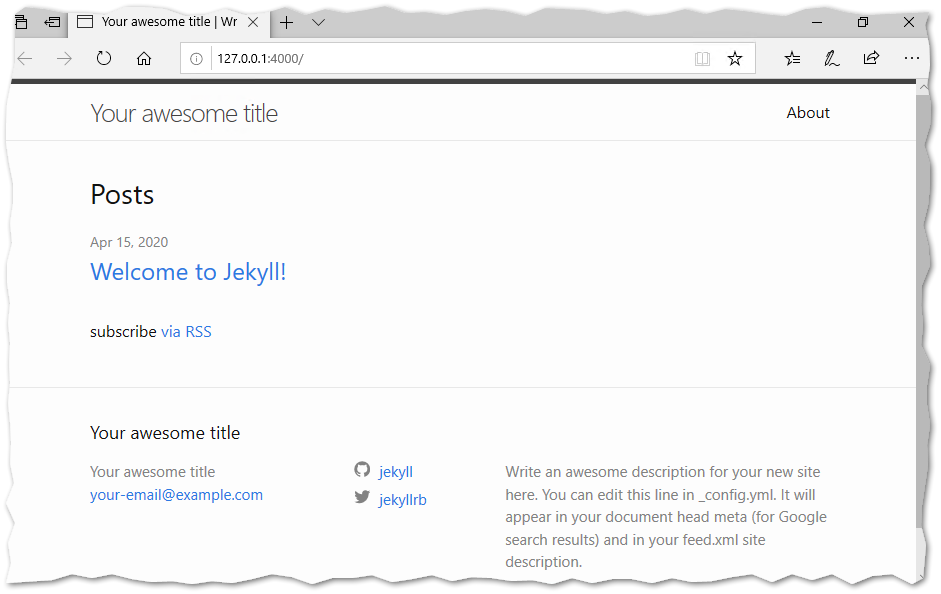 Your awesome title | Wr
127.0.0.1:4000/
Your awesome title
About
Posts
Apr 15, 2020
Welcome to Jekyll!
subscribe via RSS
Your awesome title
Your awesome title
your-email@example.com
jekyll
jekyllrb
Write an awesome description for your new site
here. You can edit this line in _config.yml. It will
appear in your document head meta (for Google
search results) and in your feed.xml site
description.